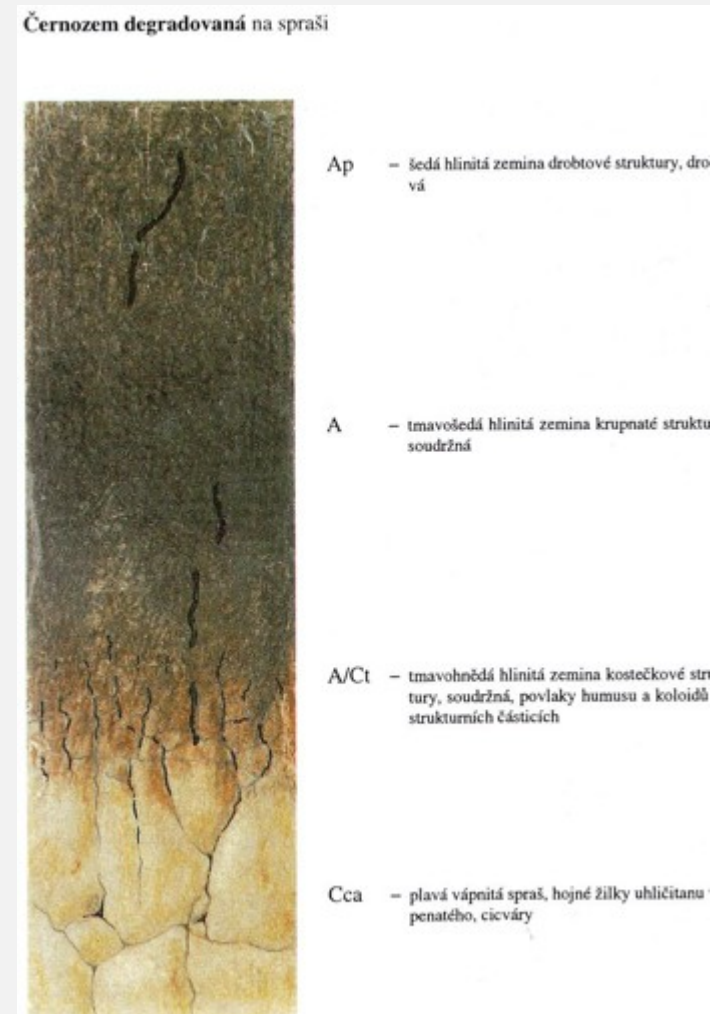 Černozem degradovaná na spraši
Ap – šedá hlinitá zemina drobtové struktury, dro
vá
A – tmavošedá hlinitá zemina krupnaté struktu
soudržná
A/Ct – tmavohnědá hlinitá zemina kostečkové stru
tury, soudržná, povlaky humusu a koloidů
strukturních částicích
Cca – plavá vápnitá spraš, hojné žilky uhličitanu
penatého, cicváry